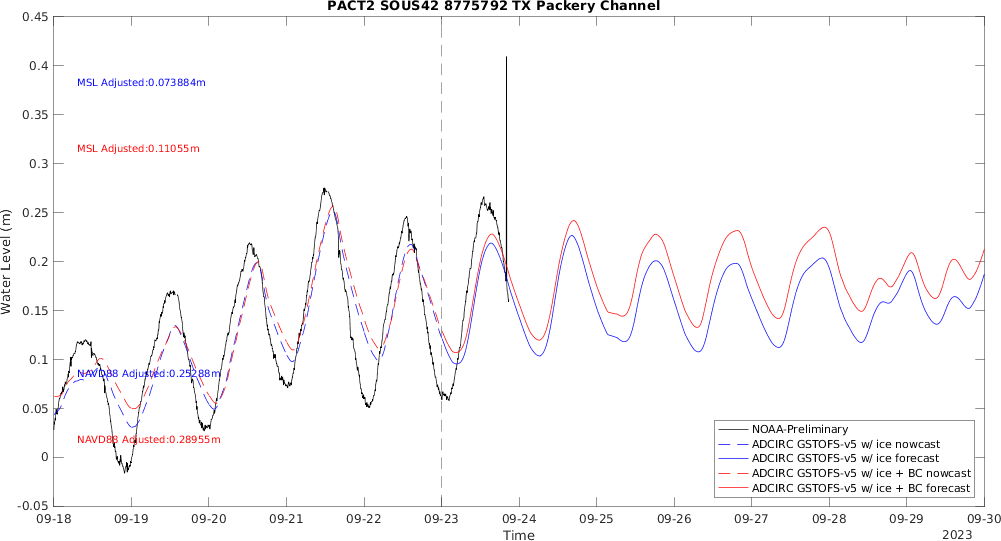 PACT2 SOUS42 8775792 TX Packery Channel
0.45
0.4
0.35
0.3
0.25
0.2
0.15
0.1
0.05
0
-0.05
Water Level (m)
MSL Adjusted:0.073884m
MSL Adjusted:0.11055m
NAVD88 Adjusted:0.25288m
NAVD88 Adjusted:0.28955m
NOAA-Preliminary
ADCIRC GSTOFS-v5 w/ ice nowcast
ADCIRC GSTOFS-v5 w/ ice forecast
ADCIRC GSTOFS-v5 w/ ice + BC nowcast
ADCIRC GSTOFS-v5 w/ ice + BC forecast
09-18 09-19 09-20 09-21 09-22 09-23 09-24 09-25 09-26 09-27 09-28 09-29 09-30
Time
2023